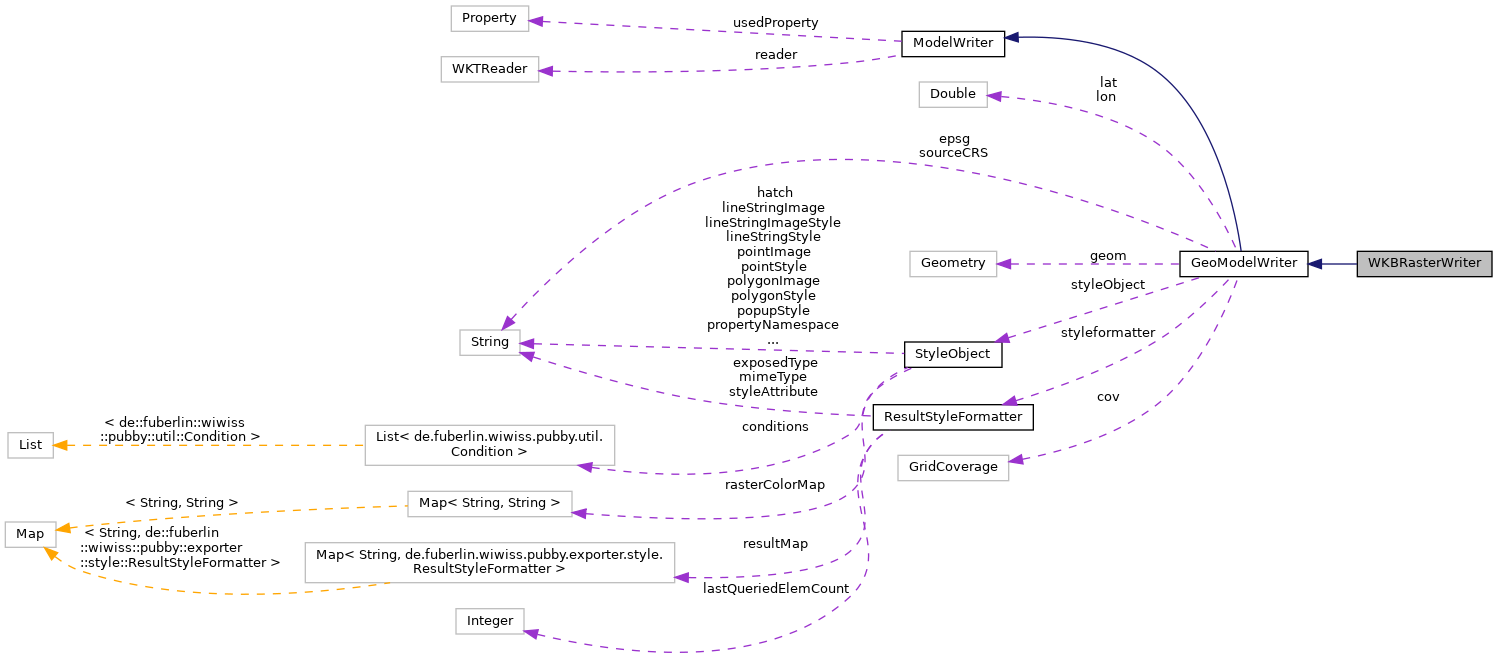 Property
usedProperty
ModelWriter
reader
WKTReader
Double
lat
lon
epsg
sourceCRS
hatch
lineStringImage
lineStringImageStyle
lineStringStyle
pointImage
pointStyle
polygonImage
polygonStyle
popupStyle
propertyNamespace
...
geom
Geometry
GeoModelWriter
WKBRasterWriter
styleObject
styleformatter
String
StyleObject
exposedType
mimeType
styleAttribute
cov
ResultStyleFormatter
conditions
< de::fuberlin::wiwiss
::pubby::util::Condition >
List
List< de.fuberlin.wiwiss.pubby.util.
Condition >
GridCoverage
rasterColorMap
< String, String >
Map< String, String >
Map
< String, de::fuberlin
::wiwiss::pubby::exporter
::style::ResultStyleFormatter >
resultMap
Map< String, de.fuberlin.wiwiss.pubby.exporter.style.
ResultStyleFormatter >
lastQueriedElemCount
Integer